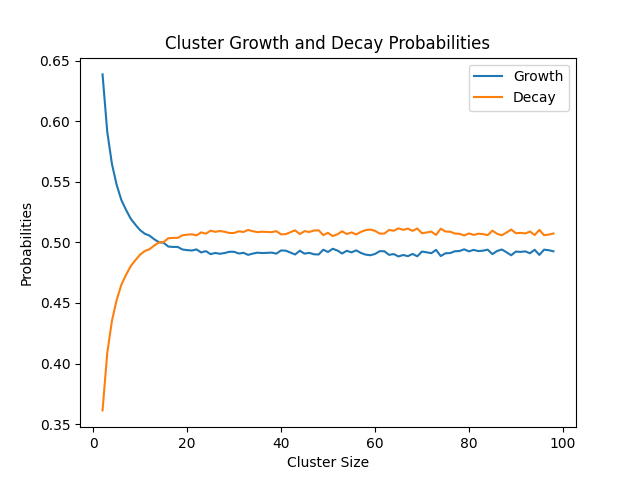 Cluster Growth and Decay Probabilities
Growth
Decay
0.65
0.60
0.55
0.50
0.45
0.40
0.35
Probabilities
0 20 40 60 80 100
Cluster Size